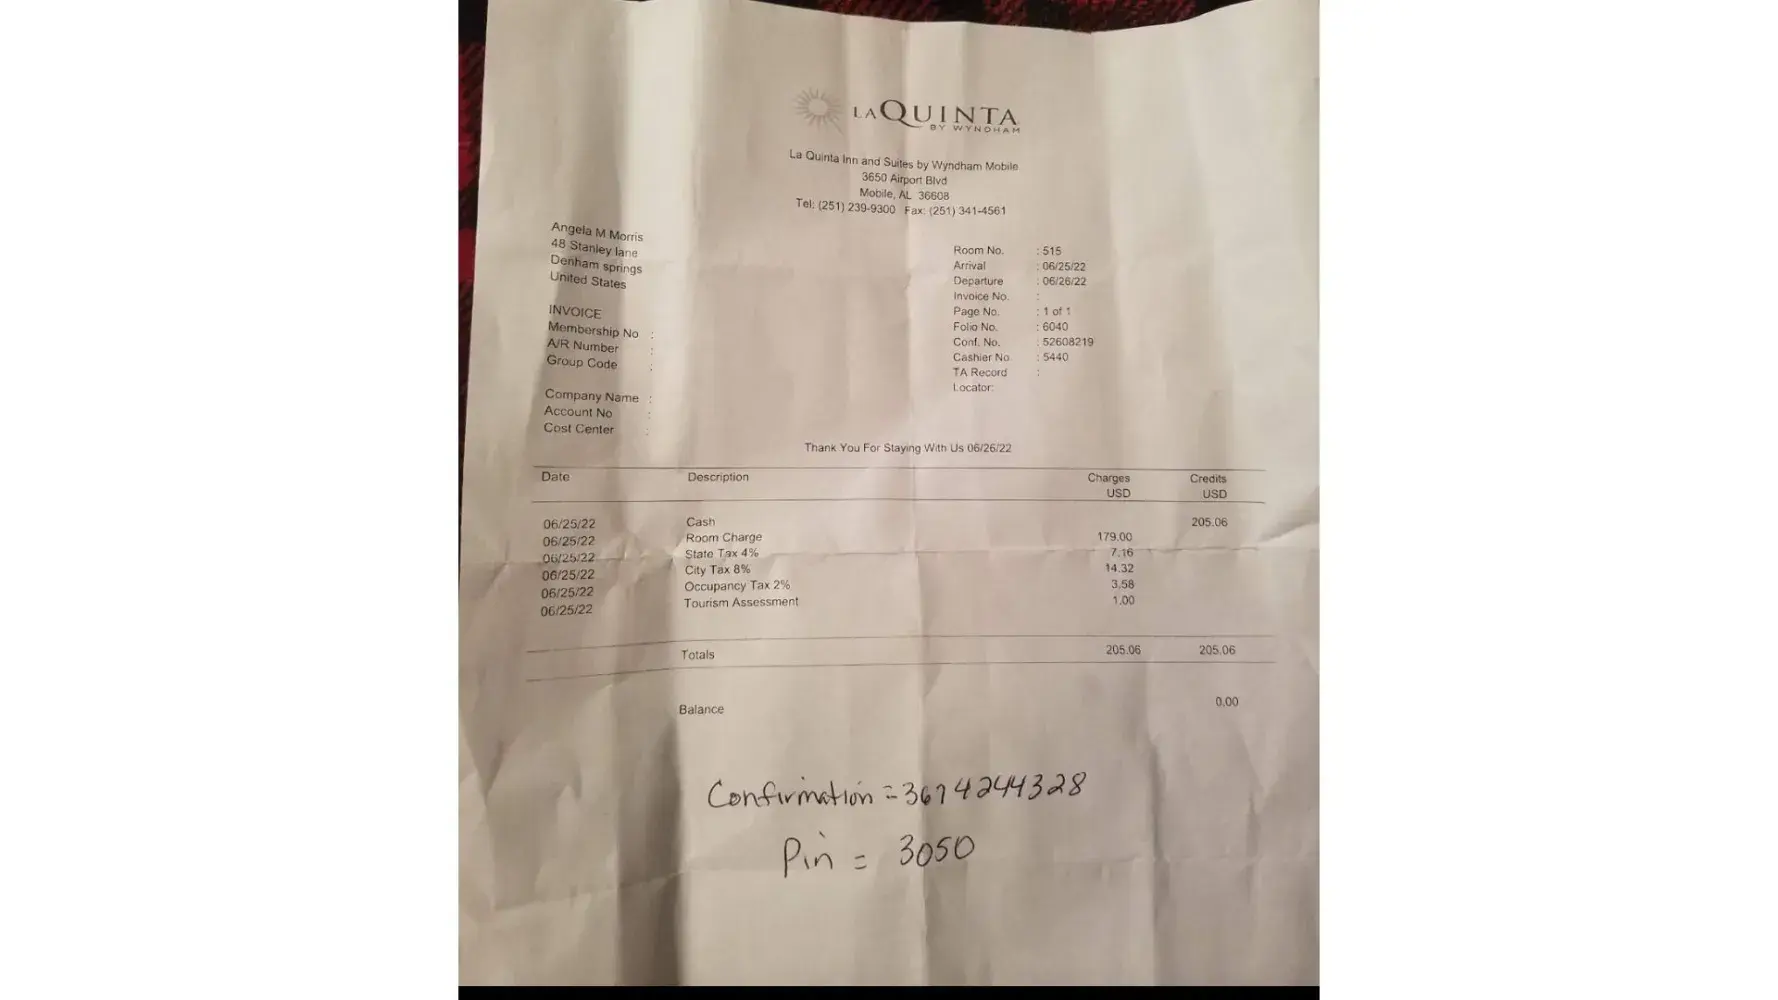 LAQUINTA
BY WYNDHAM
La Quinta Inn and Suites by Wyndham Mobile
3650 Airport Blvd
Mobile, AL 36608
Tel: (251) 239-9300 Fax: (251) 341-4561
Angela M Morris
48 Stanley lane
Denham springs
United States
INVOICE
Membership No :
A/R Number :
Group Code :
Company Name :
Account No :
Cost Center :
Room No. : 515
Arrival : 06/25/22
Departure : 06/26/22
Invoice No. :
Page No. : 1 of 1
Folio No. : 6040
Conf. No. : 52608219
Cashier No : 5440
TA Record :
Locator:
Thank You For Staying With Us 06/26/22
Date Description Charges Credits
USD USD
06/25/22 Cash 205.06
06/25/22 Room Charge 179.00
06/25/22 State Tax 4% 7.16
06/25/22 City Tax 8% 14.32
06/25/22 Occupancy Tax 2% 3.58
06/25/22 Tourism Assessment 1.00
Totals 205.06 205.06
Balance 0.00
Confirmation = 3674244328
Pin = 3050